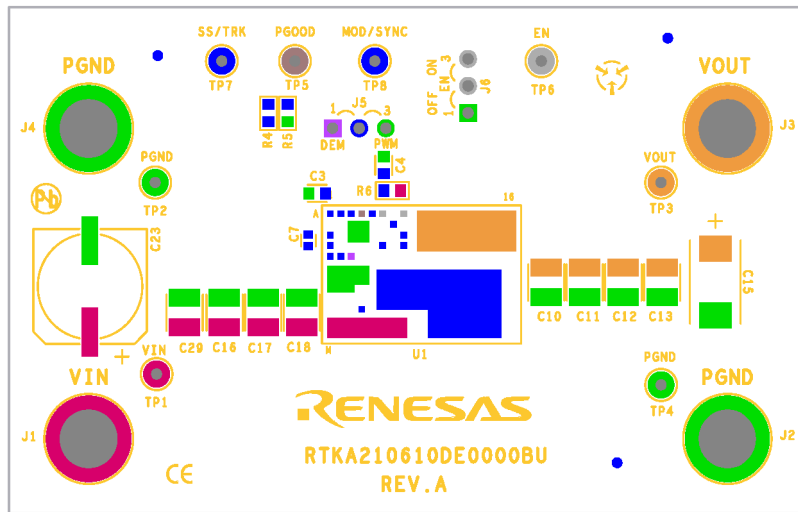 SS/TRK PGOOD MOD/SYNC EN
TP7 TP5 TP8 TP6
PGND
J4
OFF ON
1 EN 3
J6
VOUT
J3
R4 R5
1 J5 3
DEM PWM
C4
R6
C3
C7
PGND
TP2
Pb
C23
VOUT
TP3
A 16
N
U1
+
C15
C29 C16 C17 C18
C10 C11 C12 C13
+
VIN
TP1
VIN
J1
PGND
TP4
PGND
J2
RENESAS
RTKA210610DE0000BU
REV.A
CE